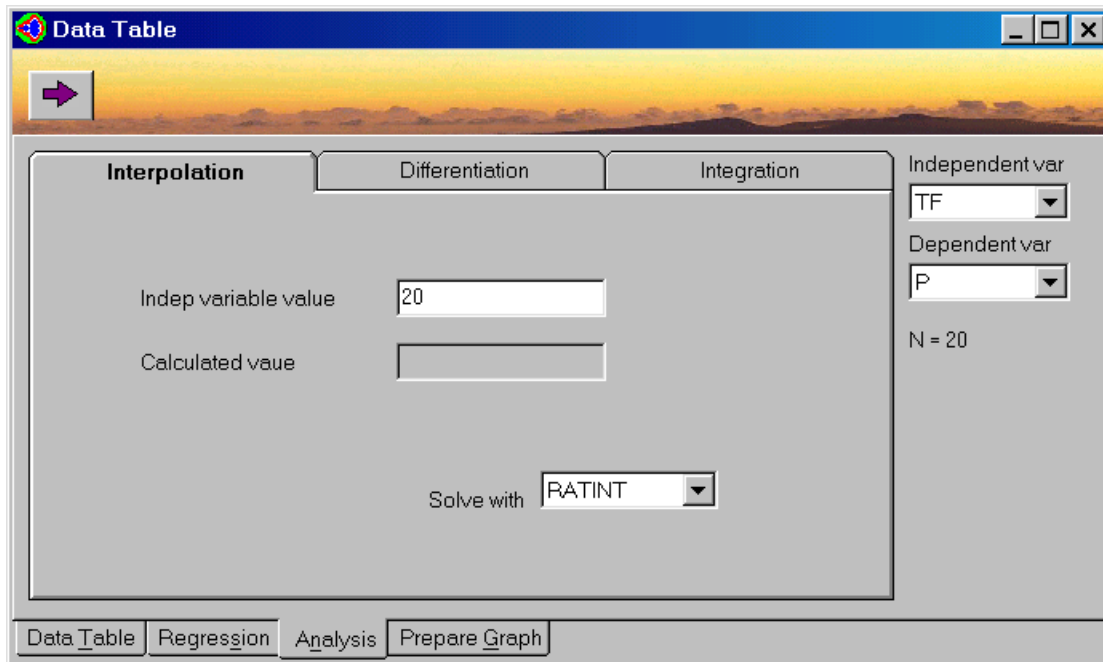 Data Table
Interpolation
Differentiation
Integration
Independent var
TF
Dependent var
P
N = 20
Indep variable value
20
Calculated vaue
Solve with
RATINT
Data Table
Regression
Analysis
Prepare Graph